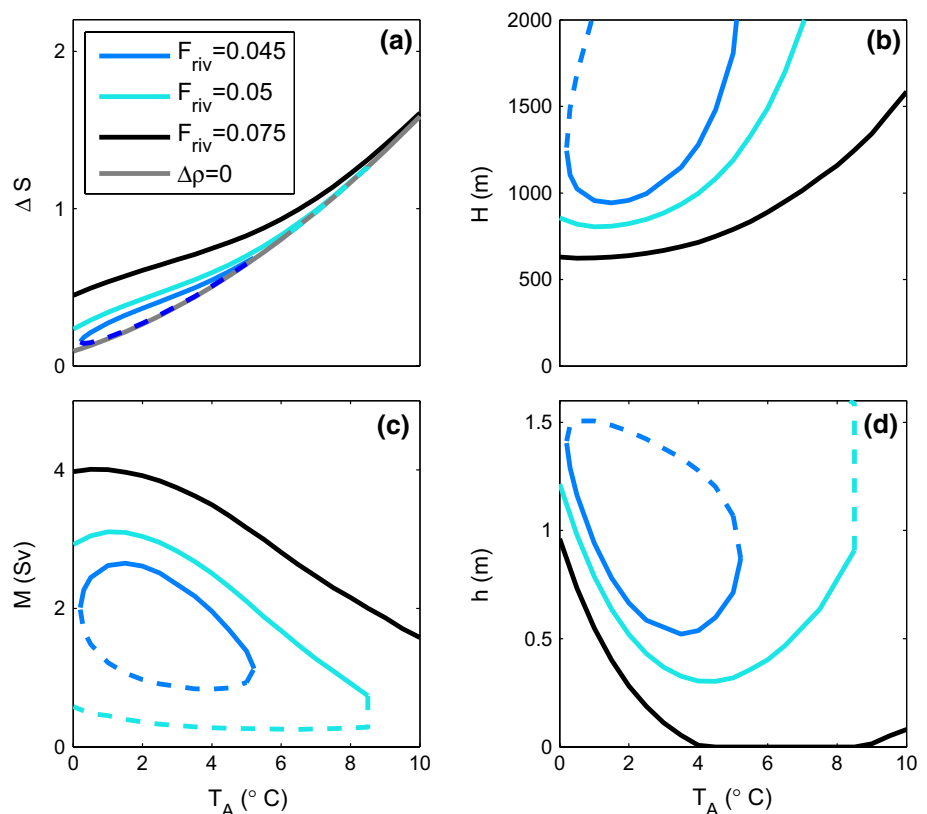 (a)
F_riv=0.045
F_riv=0.05
F_riv=0.075
Δρ=0
Δ S
2
1
0
(b)
H (m)
2000
1500
1000
500
0
(c)
M (Sv)
4
2
0
0 2 4 6 8 10
T_A (° C)
(d)
h (m)
1.5
1
0.5
0
0 2 4 6 8 10
T_A (° C)